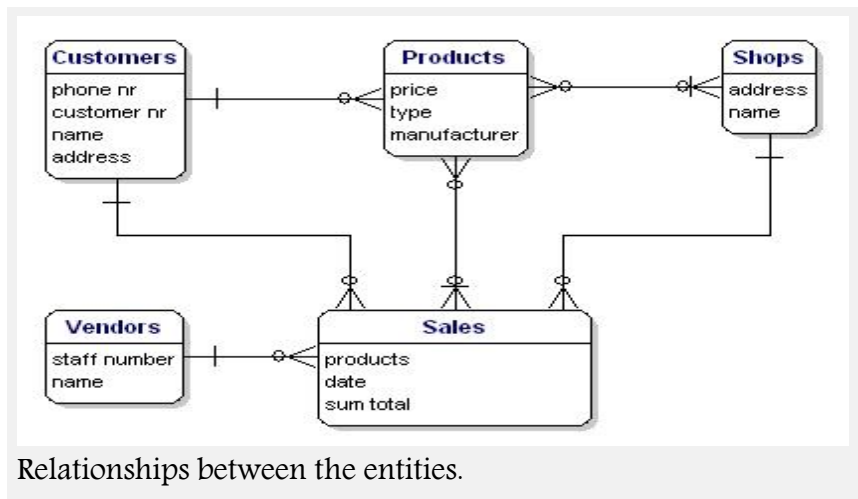 Customers
phone nr
customer nr
name
address
Products
price
type
manufacturer
Shops
address
name
Vendors
staff number
name
Sales
products
date
sum total
Relationships between the entities.